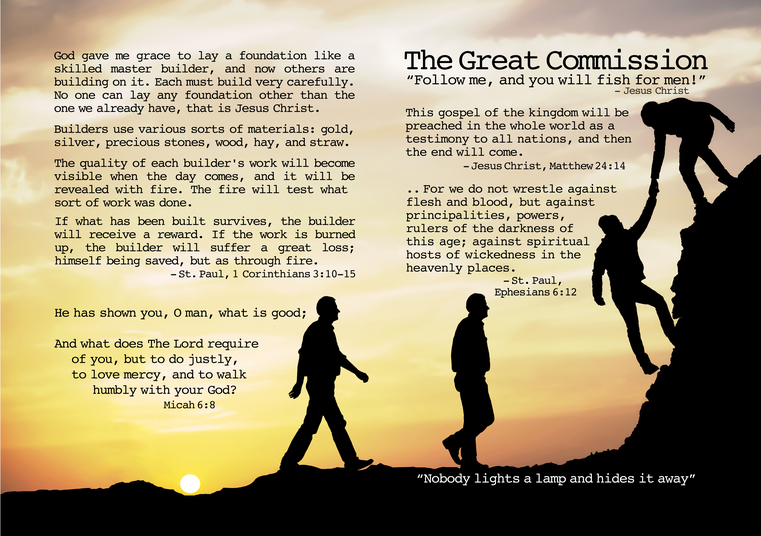 God gave me grace to lay a foundation like a
skilled master builder, and now others are
building on it. Each must build very carefully.
No one can lay any foundation other than the
one we already have, that is Jesus Christ.
Builders use various sorts of materials: gold,
silver, precious stones, wood, hay, and straw.
The quality of each builder's work will become
visible when the day comes, and it will be
revealed with fire. The fire will test what
sort of work was done.
If what has been built survives, the builder
will receive a reward. If the work is burned
up, the builder will suffer a great loss;
himself being saved, but as through fire.
– St. Paul, 1 Corinthians 3:10-15
He has shown you, O man, what is good;
And what does The Lord require
of you, but to do justly,
to love mercy, and to walk
humbly with your God?
Micah 6:8
The Great Commission
“Follow me, and you will fish for men!”
– Jesus Christ
This gospel of the kingdom will be
preached in the whole world as a
testimony to all nations, and then
the end will come.
– Jesus Christ, Matthew 24:14
.. For we do not wrestle against
flesh and blood, but against
principalities, powers,
rulers of the darkness of
this age; against spiritual
hosts of wickedness in the
heavenly places.
– St. Paul,
Ephesians 6:12
“Nobody lights a lamp and hides it away”